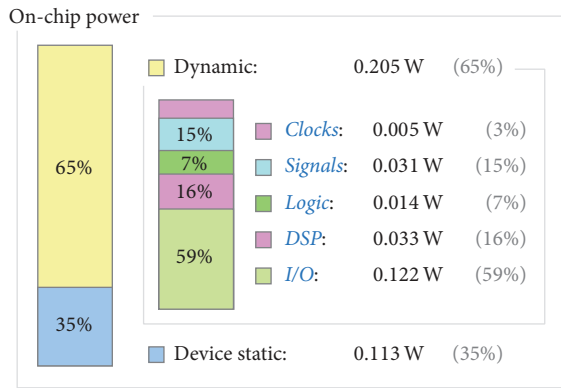 On-chip power
Dynamic: 0.205 W (65%)
65%
35%
15%
7%
16%
59%
Clocks: 0.005 W (3%)
Signals: 0.031 W (15%)
Logic: 0.014 W (7%)
DSP: 0.033 W (16%)
I/O: 0.122 W (59%)
Device static: 0.113 W (35%)